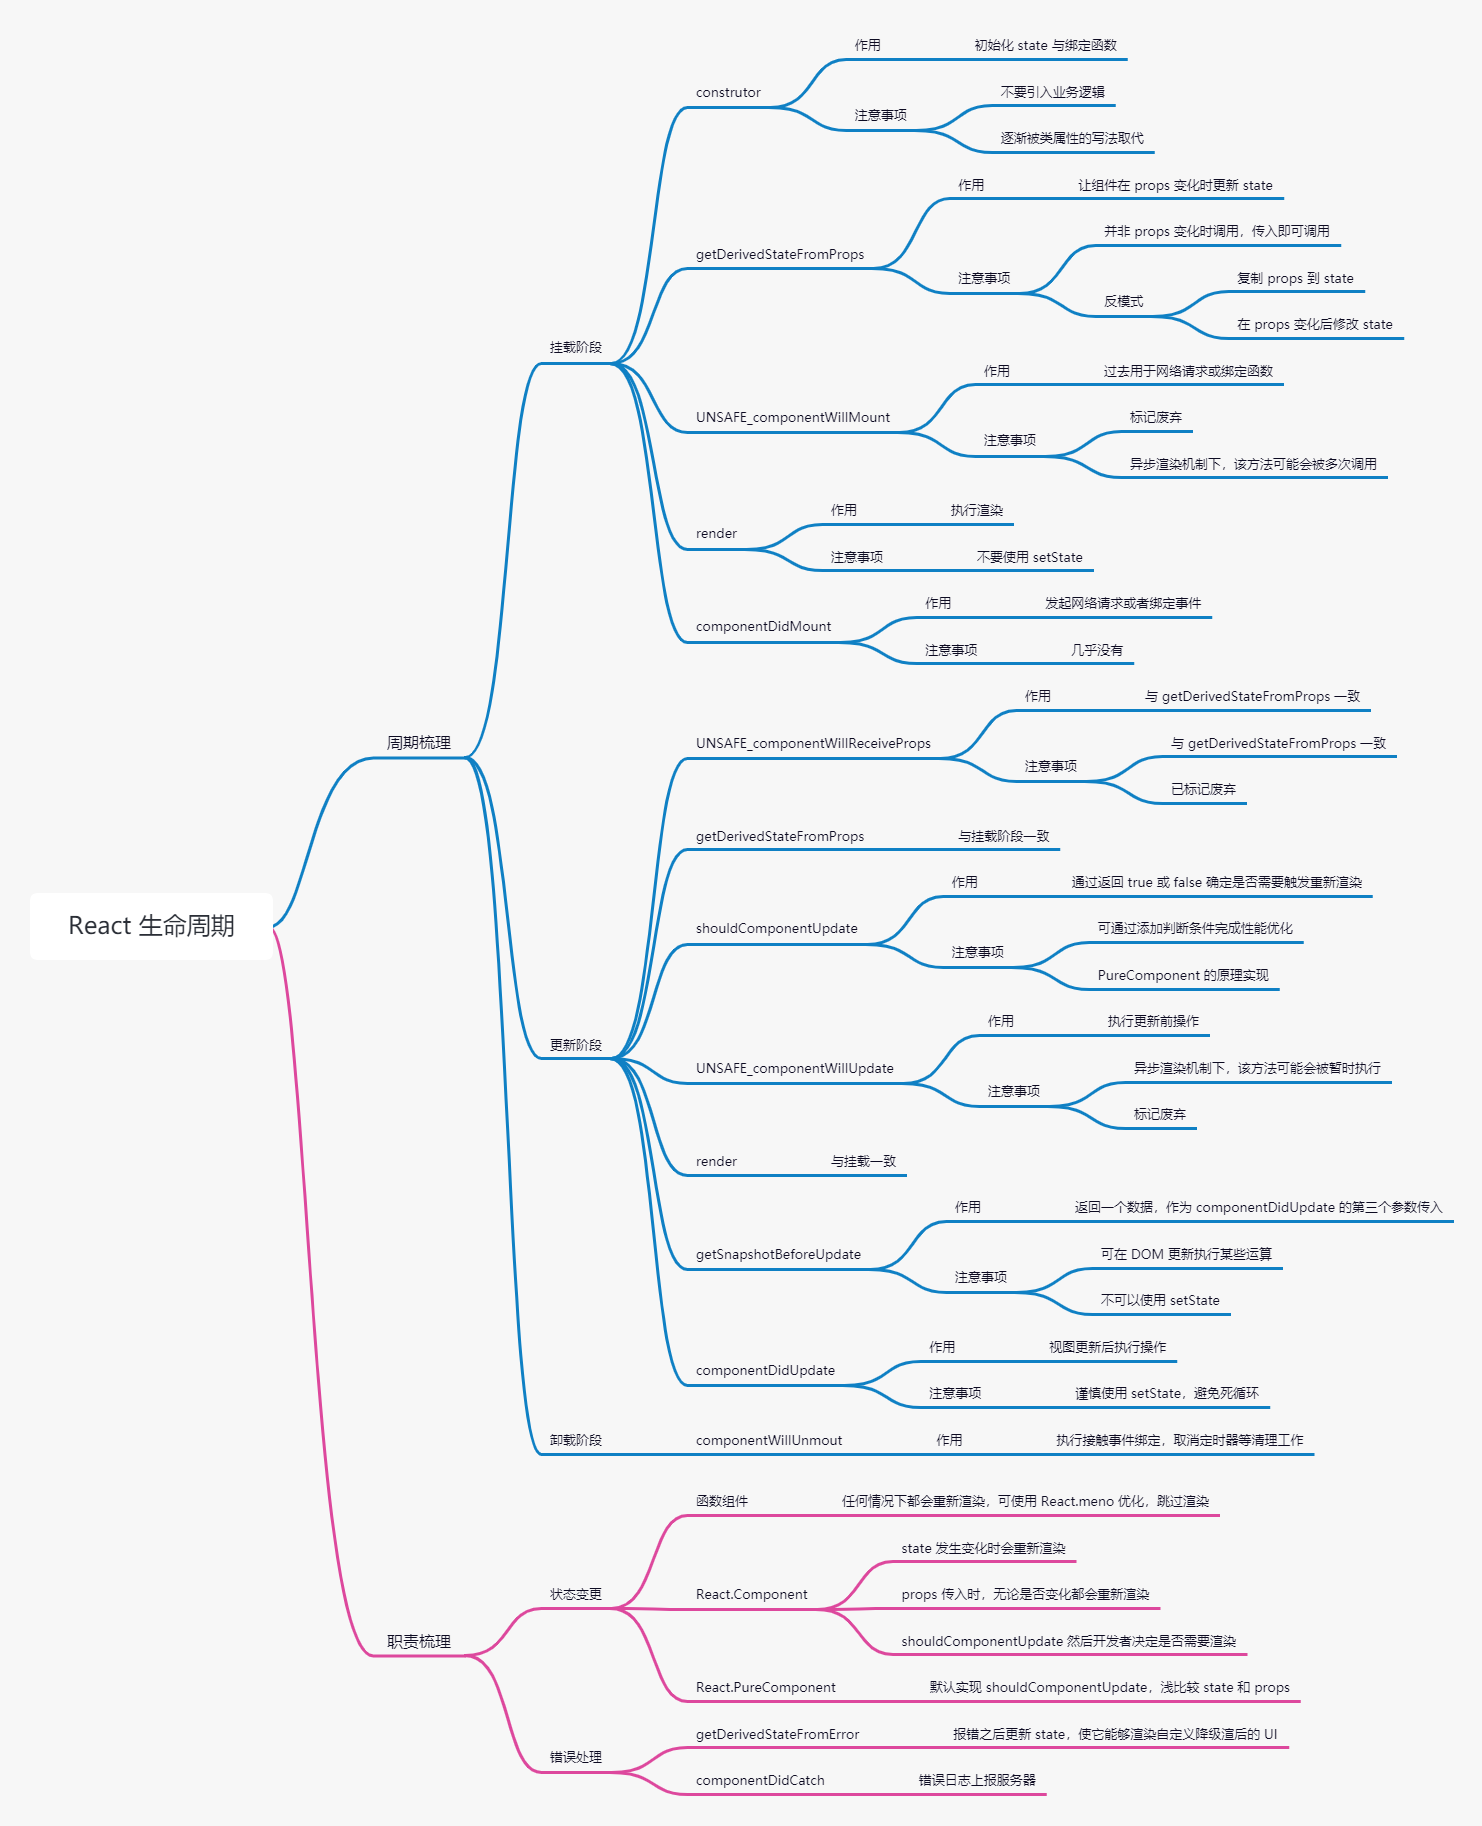 React 生命周期
周期梳理
挂载阶段
construtor
作用
初始化 state 与绑定函数
注意事项
不要引入业务逻辑
逐渐被类属性的写法取代
getDerivedStateFromProps
作用
让组件在 props 变化时更新 state
注意事项
并非 props 变化时调用，传入即可调用
反模式
复制 props 到 state
在 props 变化后修改 state
UNSAFE_componentWillMount
作用
过去用于网络请求或绑定函数
注意事项
标记废弃
异步渲染机制下，该方法可能会被多次调用
render
作用
执行渲染
注意事项
不要使用 setState
componentDidMount
作用
发起网络请求或者绑定事件
注意事项
几乎没有
更新阶段
UNSAFE_componentWillReceiveProps
作用
与 getDerivedStateFromProps 一致
注意事项
与 getDerivedStateFromProps 一致
已标记废弃
getDerivedStateFromProps
与挂载阶段一致
shouldComponentUpdate
作用
通过返回 true 或 false 确定是否需要触发重新渲染
注意事项
可通过添加判断条件完成性能优化
PureComponent 的原理实现
UNSAFE_componentWillUpdate
作用
执行更新前操作
注意事项
异步渲染机制下，该方法可能会被暂时执行
标记废弃
render
与挂载一致
getSnapshotBeforeUpdate
作用
返回一个数据，作为 componentDidUpdate 的第三个参数传入
注意事项
可在 DOM 更新执行某些运算
不可以使用 setState
componentDidUpdate
作用
视图更新后执行操作
注意事项
谨慎使用 setState，避免死循环
卸载阶段
componentWillUnmout
作用
执行接触事件绑定，取消定时器等清理工作
职责梳理
状态变更
函数组件
任何情况下都会重新渲染，可使用 React.meno 优化，跳过渲染
React.Component
state 发生变化时会重新渲染
props 传入时，无论是否变化都会重新渲染
shouldComponentUpdate 然后开发者决定是否需要渲染
React.PureComponent
默认实现 shouldComponentUpdate，浅比较 state 和 props
错误处理
getDerivedStateFromError
报错之后更新 state，使它能够渲染自定义降级渲后的 UI
componentDidCatch
错误日志上报服务器